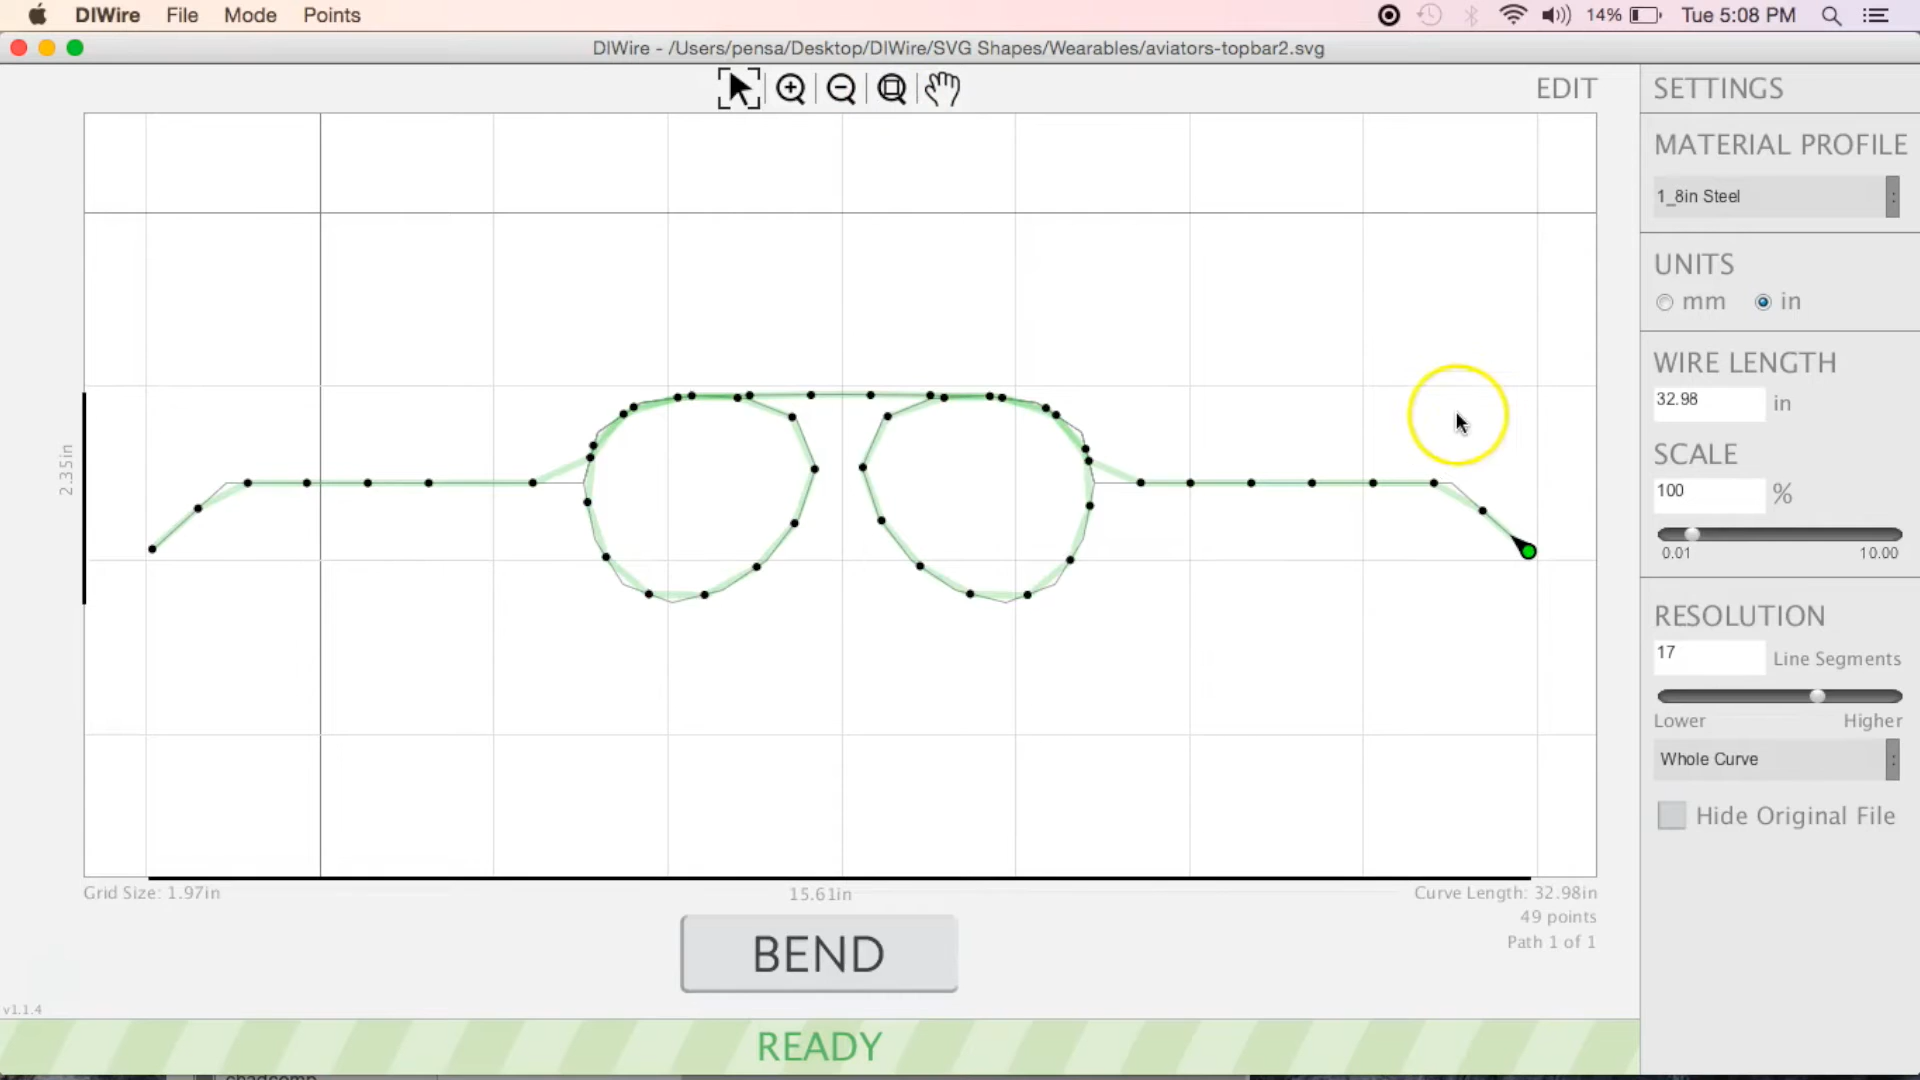 DIWire File Mode Points 14% Tue 5:08 PM
DIWire - /Users/pensa/Desktop/DIWire/SVG Shapes/Wearables/aviators-topbar2.svg
EDIT
SETTINGS
MATERIAL PROFILE
1_8in Steel
UNITS
mm in
WIRE LENGTH
32.98 in
SCALE
100 %
0.01 10.00
RESOLUTION
17 Line Segments
Lower Higher
Whole Curve
Hide Original File
2.35in
Grid Size: 1.97in
15.61in
Curve Length: 32.98in
49 points
Path 1 of 1
BEND
v1.1.4
READY